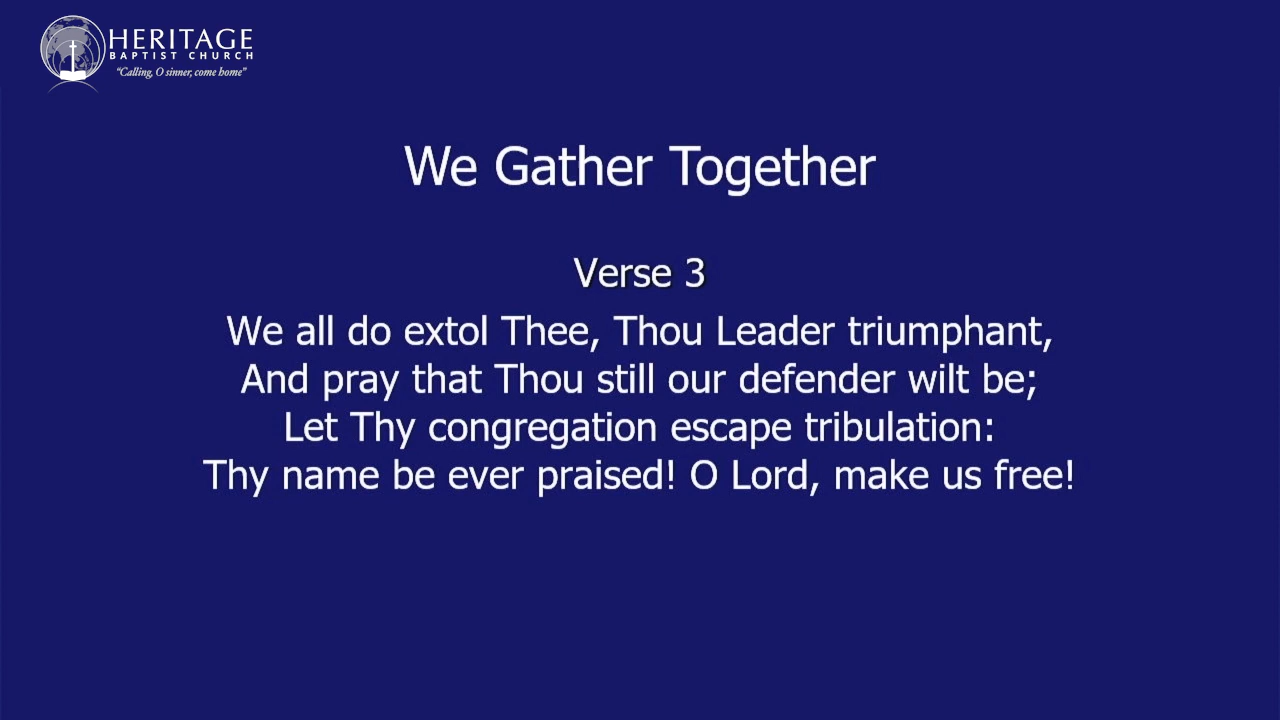 HERITAGE
BAPTIST CHURCH
"Calling, O sinner, come home"
We Gather Together
Verse 3
We all do extol Thee, Thou Leader triumphant,
And pray that Thou still our defender wilt be;
Let Thy congregation escape tribulation:
Thy name be ever praised! O Lord, make us free!